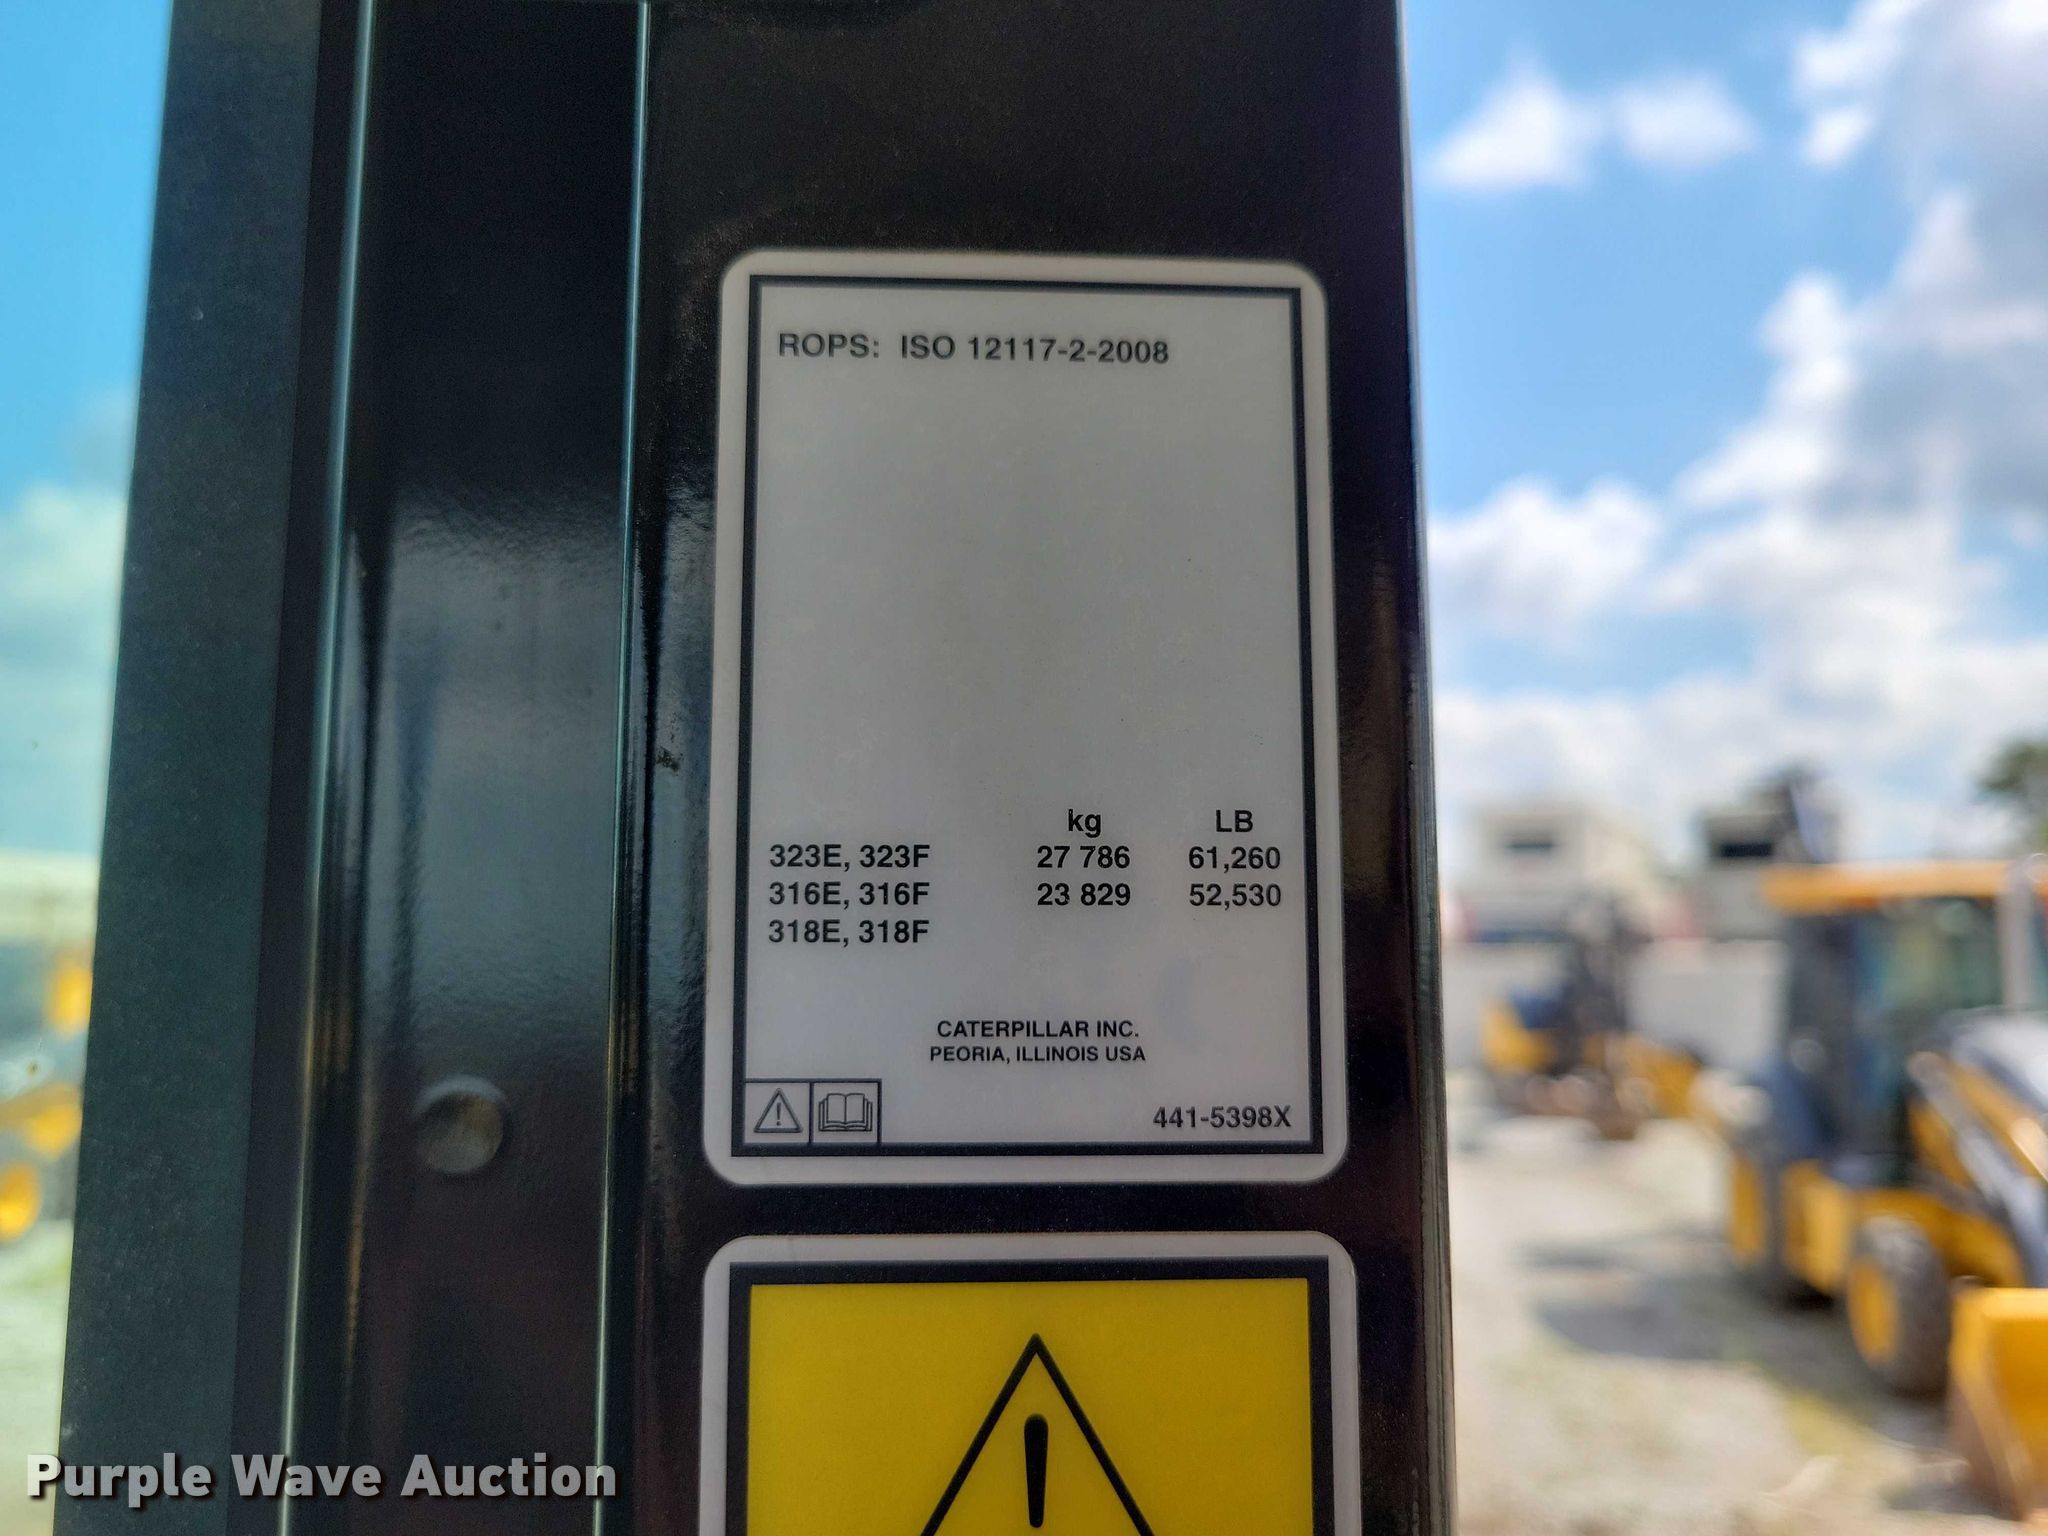 ROPS: ISO 12117-2-2008
kg LB
323E, 323F 27 786 61,260
316E, 316F 23 829 52,530
318E, 318F
CATERPILLAR INC.
PEORIA, ILLINOIS USA
441-5398X
Purple Wave Auction